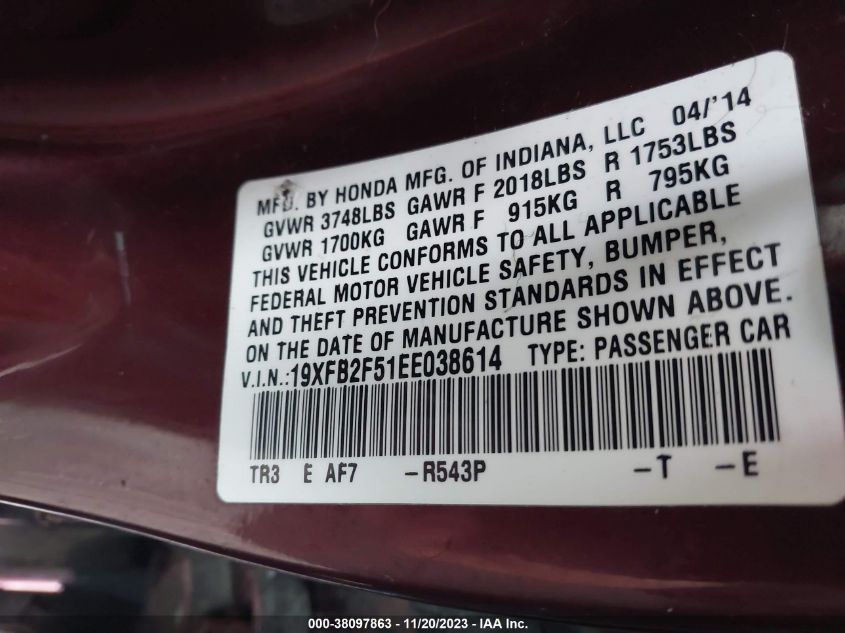 MFD. BY HONDA MFG. OF INDIANA, LLC 04/'14
GVWR 3748LBS GAWR F 2018LBS R 1753LBS
GVWR 1700KG GAWR F 915KG R 795KG
THIS VEHICLE CONFORMS TO ALL APPLICABLE
FEDERAL MOTOR VEHICLE SAFETY, BUMPER,
AND THEFT PREVENTION STANDARDS IN EFFECT
ON THE DATE OF MANUFACTURE SHOWN ABOVE.
V.I.N.:19XFB2F51EE038614 TYPE: PASSENGER CAR
TR3 E AF7 -R543P -T -E
000-38097863 - 11/20/2023 - IAA Inc.